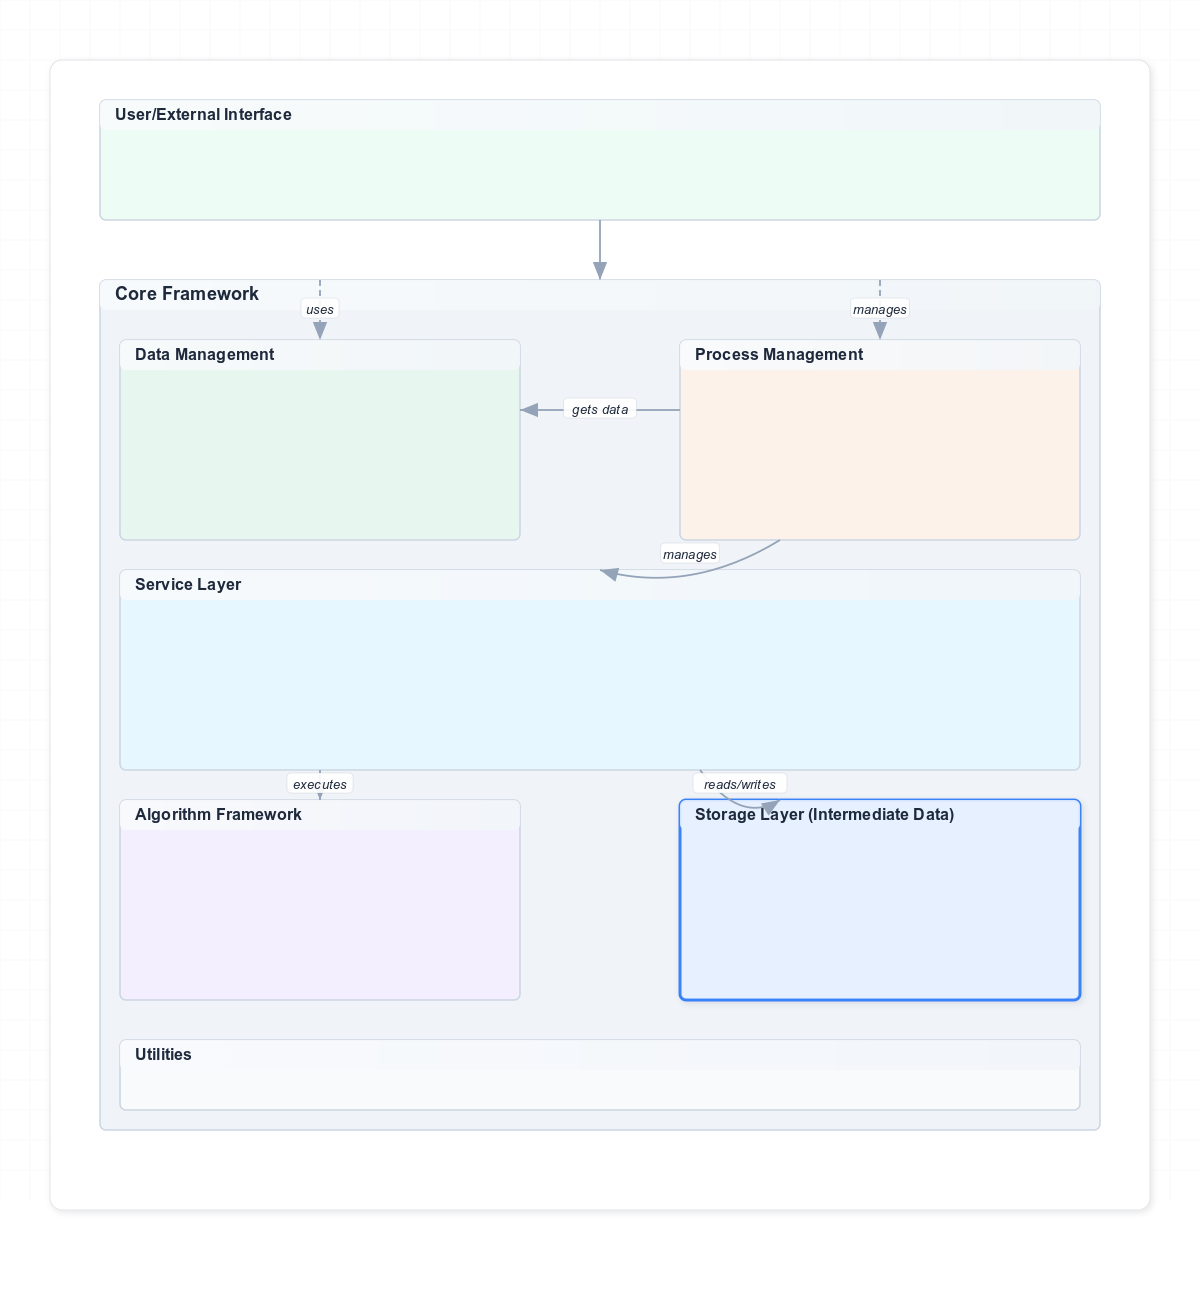 User/External Interface
Core Framework
uses
manages
Data Management
Process Management
gets data
manages
Service Layer
executes
reads/writes
Algorithm Framework
Storage Layer (Intermediate Data)
Utilities